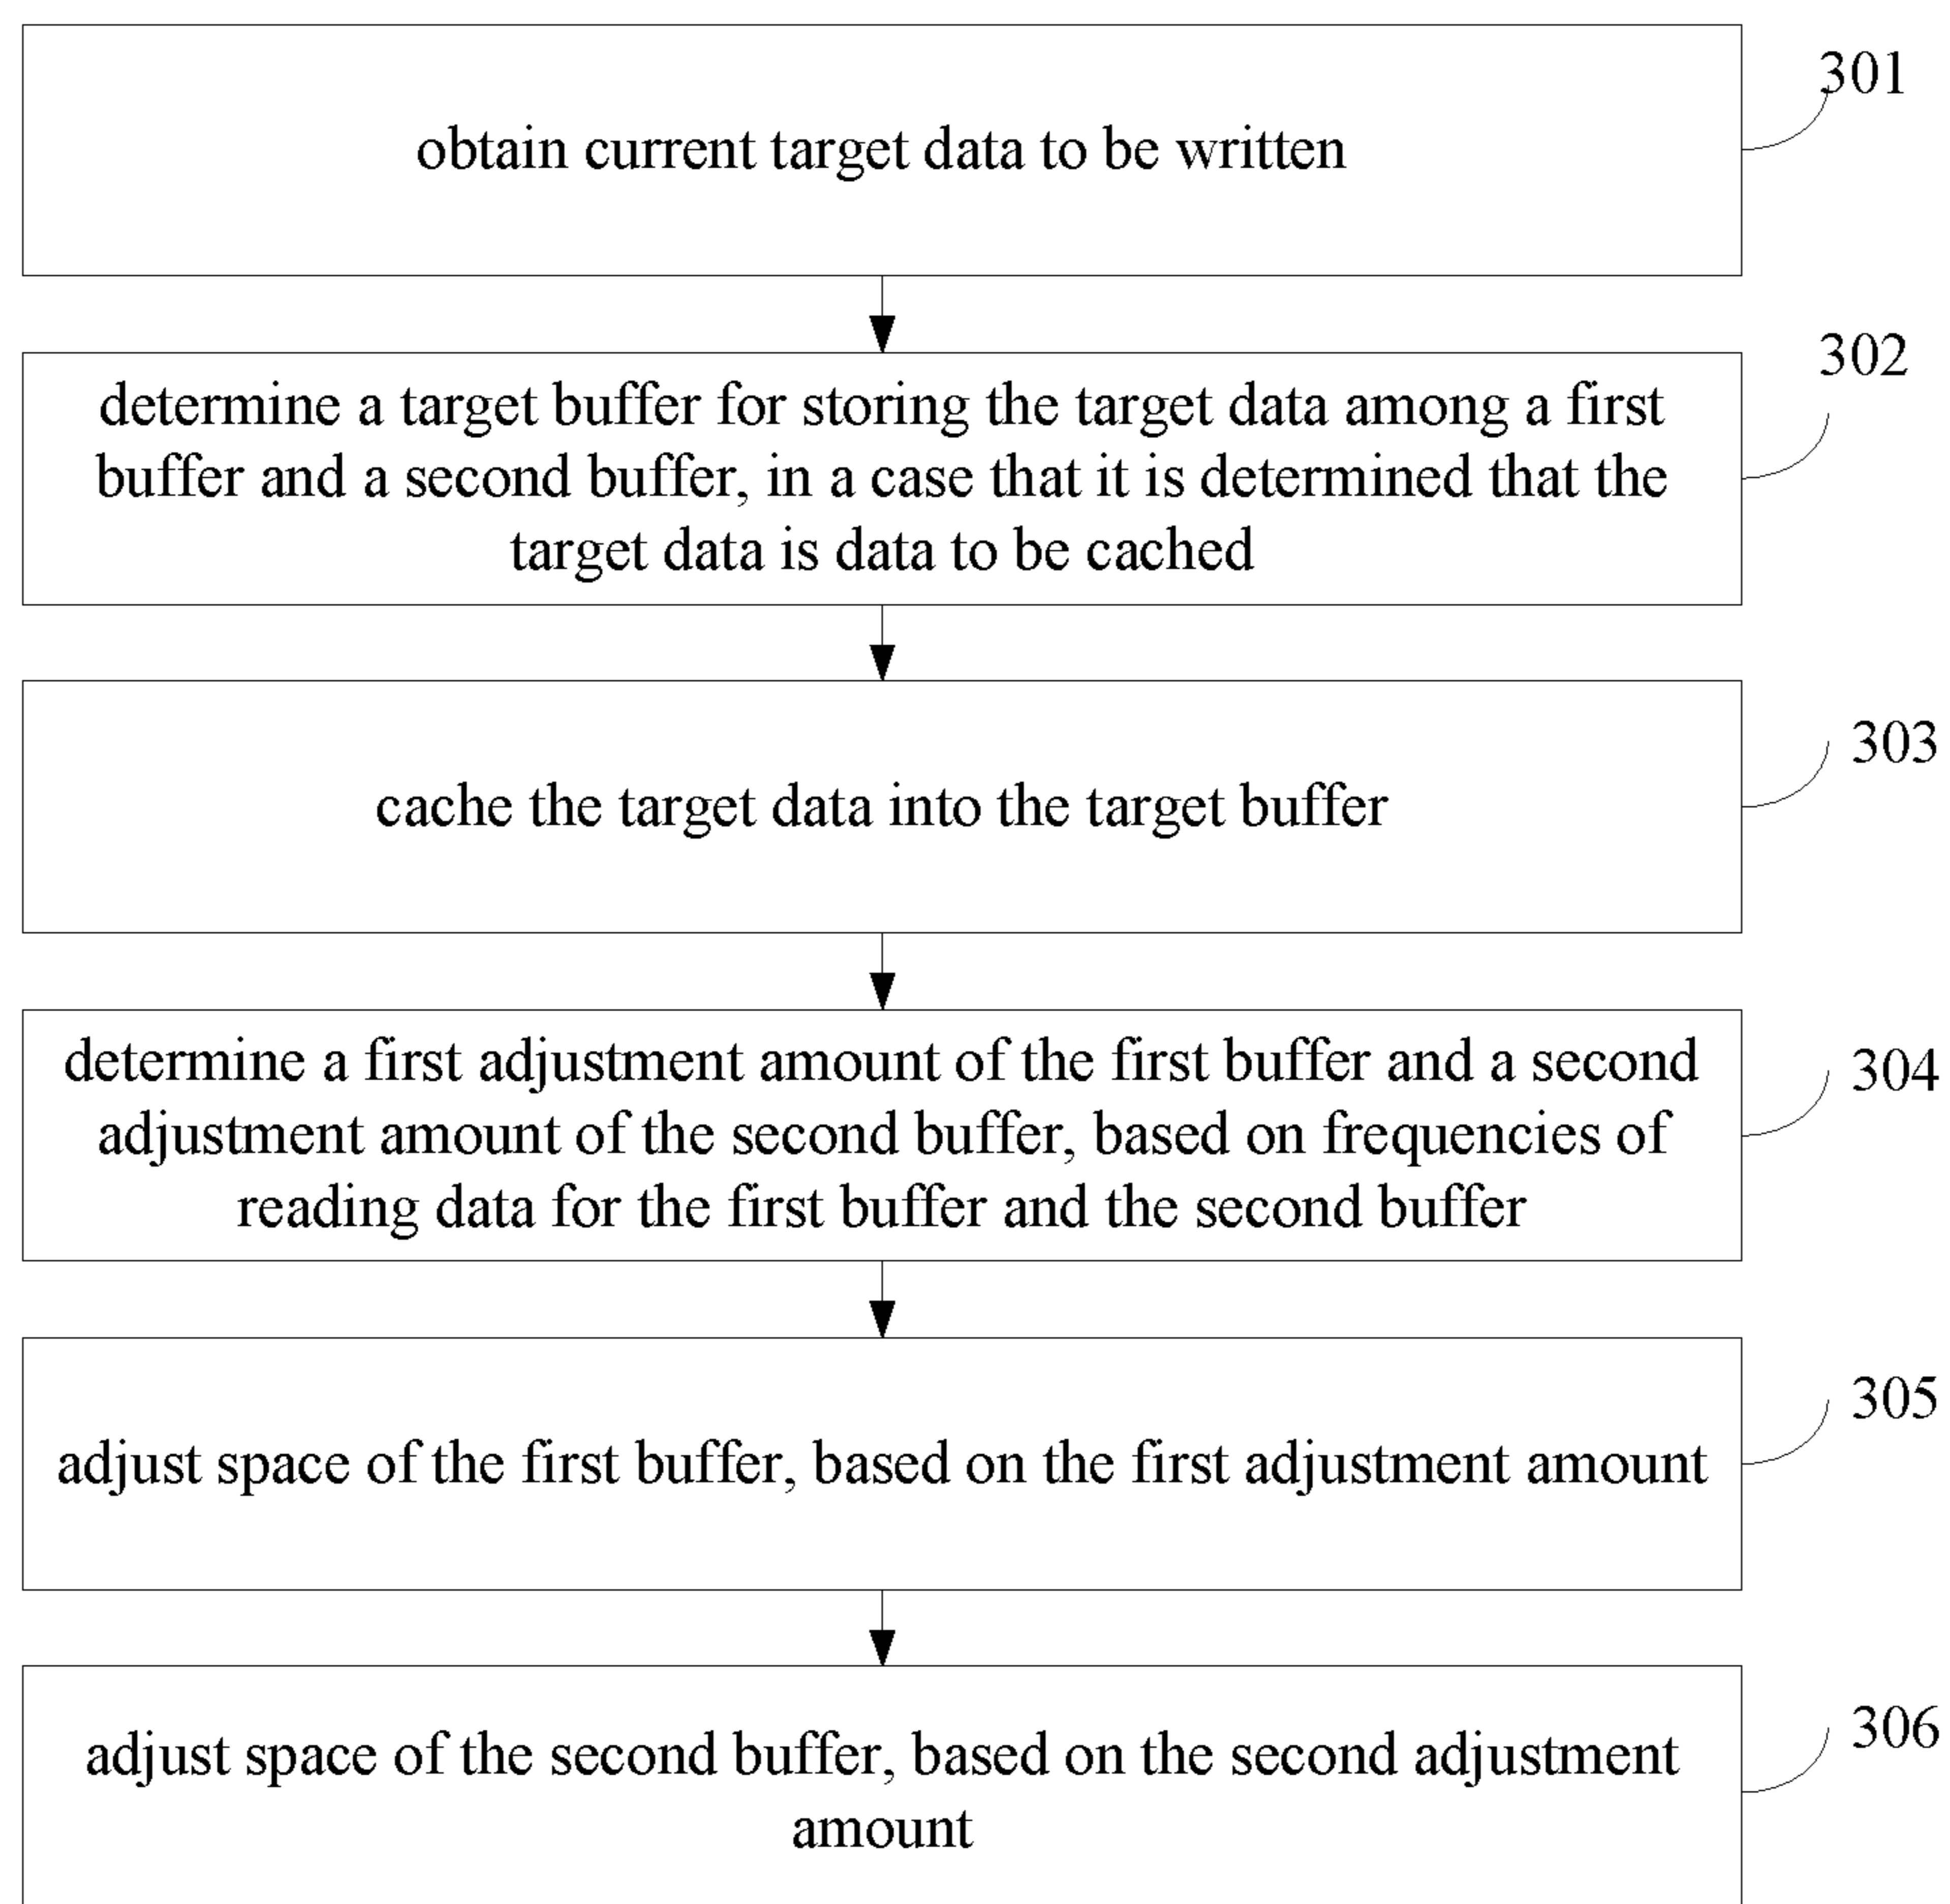 301
obtain current target data to be written
302
determine a target buffer for storing the target data among a first
buffer and a second buffer, in a case that it is determined that the
target data is data to be cached
303
cache the target data into the target buffer
304
determine a first adjustment amount of the first buffer and a second
adjustment amount of the second buffer, based on frequencies of
reading data for the first buffer and the second buffer
305
adjust space of the first buffer, based on the first adjustment amount
306
adjust space of the second buffer, based on the second adjustment
amount